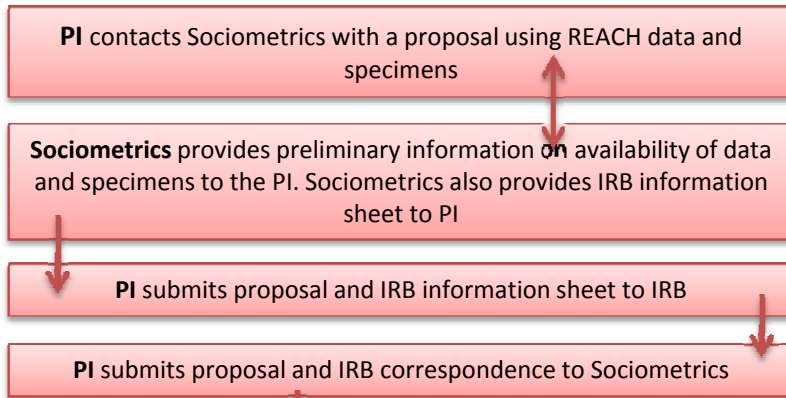 PI contacts Sociometrics with a proposal using REACH data and
specimens
Sociometrics provides preliminary information on availability of data
and specimens to the PI. Sociometrics also provides IRB information
sheet to PI
PI submits proposal and IRB information sheet to IRB
PI submits proposal and IRB correspondence to Sociometrics